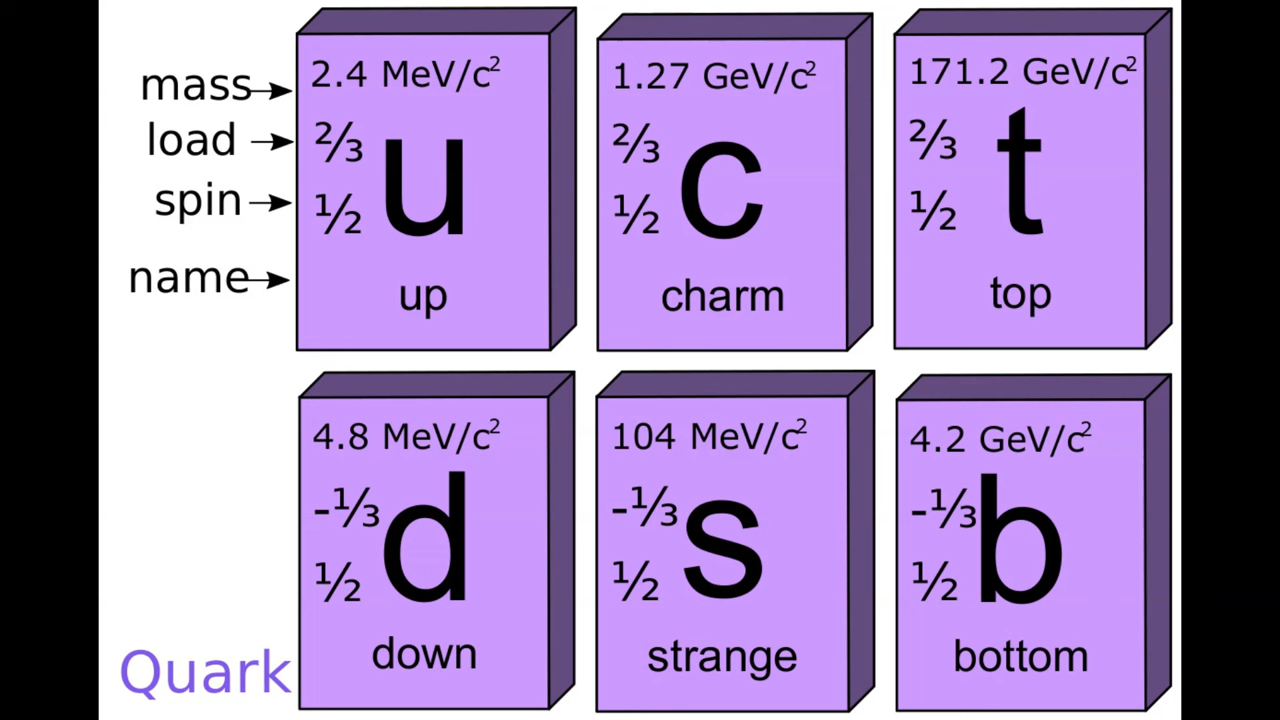 mass
load
spin
name
2.4 MeV/c²
⅔
½
u
up
1.27 GeV/c²
⅔
½
c
charm
171.2 GeV/c²
⅔
½
t
top
4.8 MeV/c²
-⅓
½
d
down
104 MeV/c²
-⅓
½
s
strange
4.2 GeV/c²
-⅓
½
b
bottom
Quark